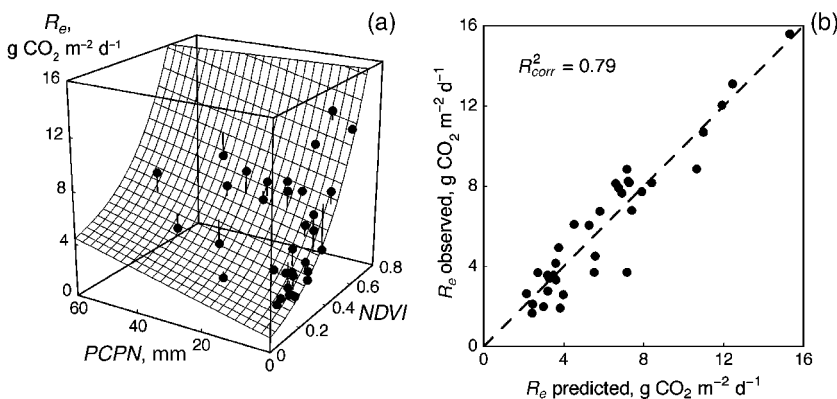 R_e,
g CO₂ m⁻² d⁻¹
(a)
16
12
8
4
0
60
40
20
0
PCPN, mm
0
0.2
0.4
0.6
0.8
NDVI
(b)
R²corr = 0.79
16
12
8
4
0
R_e observed, g CO₂ m⁻² d⁻¹
0
4
8
12
16
R_e predicted, g CO₂ m⁻² d⁻¹